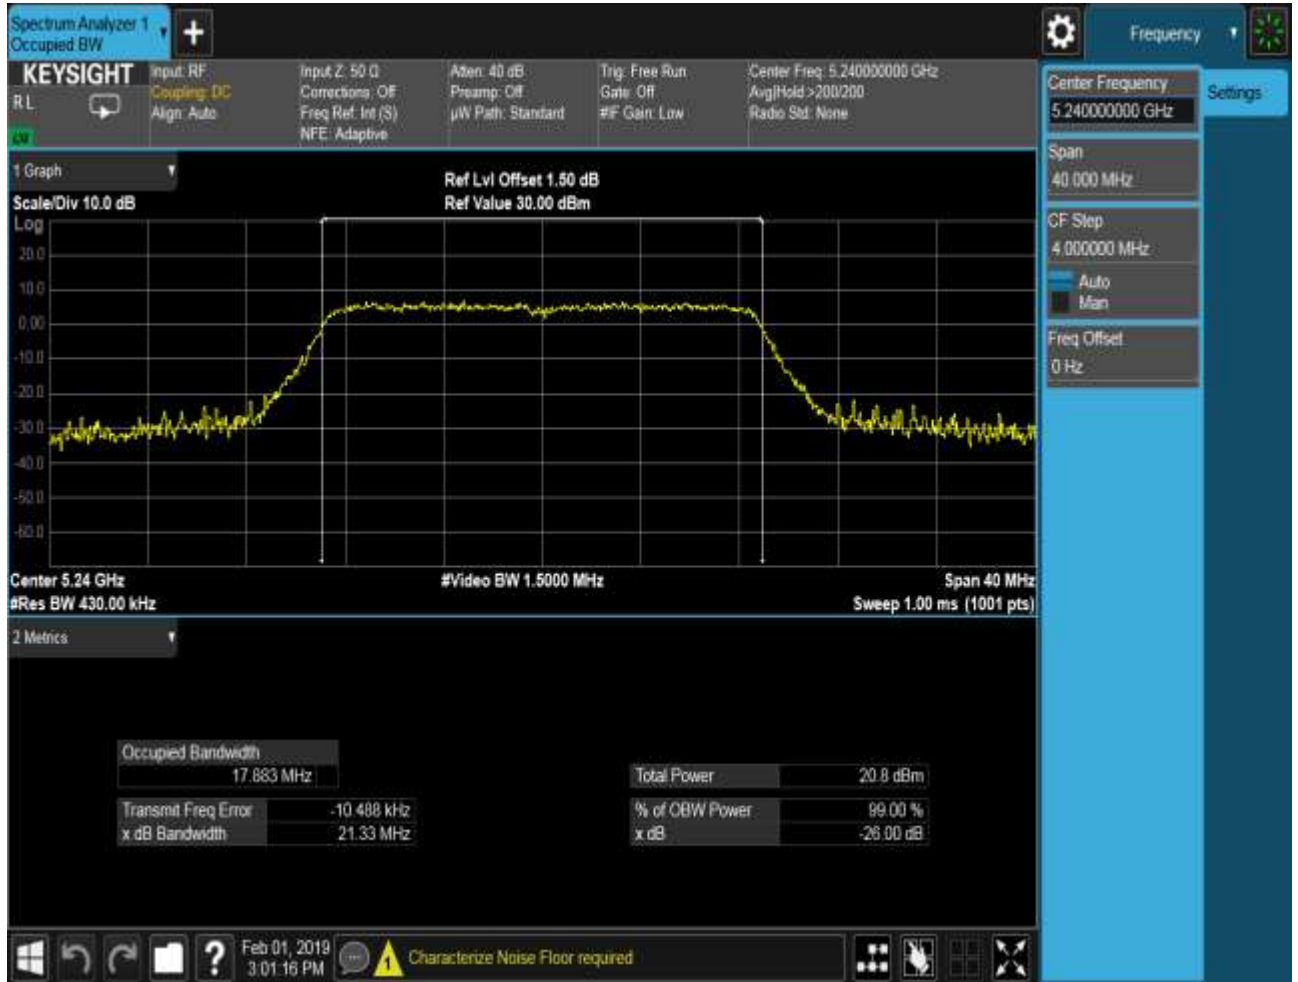 Spectrum Analyzer 1
Occupied BW
Frequency
KEYSIGHT
RL
Input: RF
Coupling: DC
Align: Auto
Input Z: 50 Ω
Corrections: Off
Freq Ref: Int (S)
NFE: Adaptive
Atten: 40 dB
Preamp: Off
µW Path: Standard
Trig: Free Run
Gate: Off
#IF Gain: Low
Center Freq: 5.240000000 GHz
Avg|Hold:>200/200
Radio Std: None
Center Frequency
5.240000000 GHz
Settings
Span
40.000 MHz
CF Step
4.000000 MHz
Auto
Man
Freq Offset
0 Hz
1 Graph
Scale/Div 10.0 dB
Ref Lvl Offset 1.50 dB
Ref Value 30.00 dBm
Log
20.0
10.0
0.00
-10.0
-20.0
-30.0
-40.0
-50.0
-60.0
Center 5.24 GHz
#Res BW 430.00 kHz
#Video BW 1.5000 MHz
Span 40 MHz
Sweep 1.00 ms (1001 pts)
2 Metrics
Occupied Bandwidth
17.883 MHz
Transmit Freq Error -10.488 kHz
x dB Bandwidth 21.33 MHz
Total Power 20.8 dBm
% of OBW Power 99.00 %
x dB -26.00 dB
Feb 01, 2019
3:01:16 PM
1
Characterize Noise Floor required